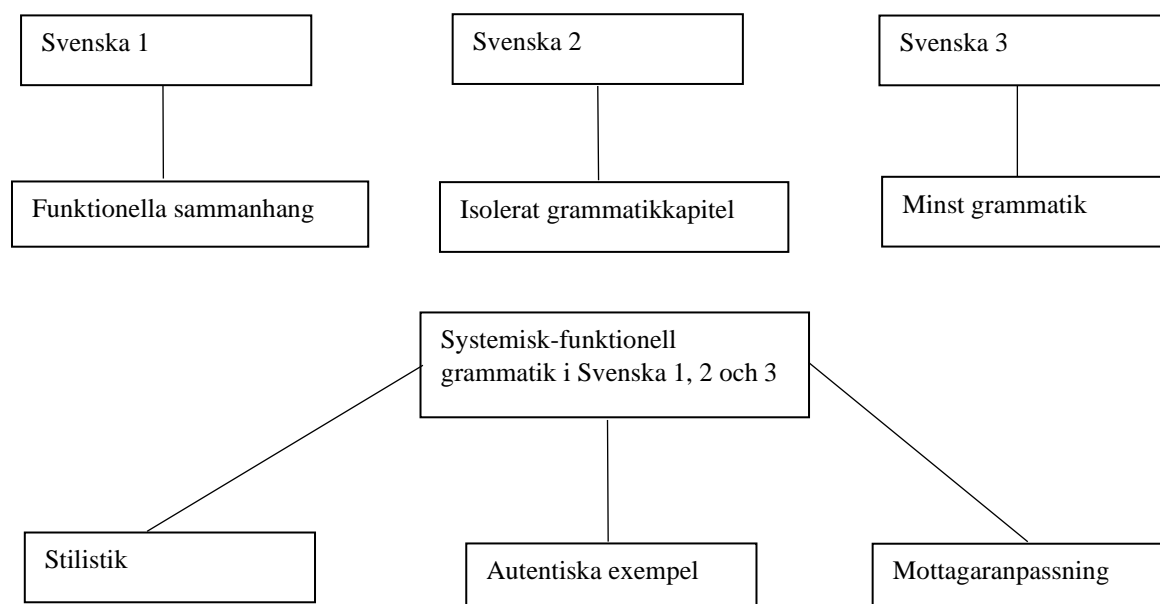 Svenska 1
Svenska 2
Svenska 3
Funktionella sammanhang
Isolerat grammatikkapitel
Minst grammatik
Systemisk-funktionell
grammatik i Svenska 1, 2 och 3
Stilistik
Autentiska exempel
Mottagaranpassning